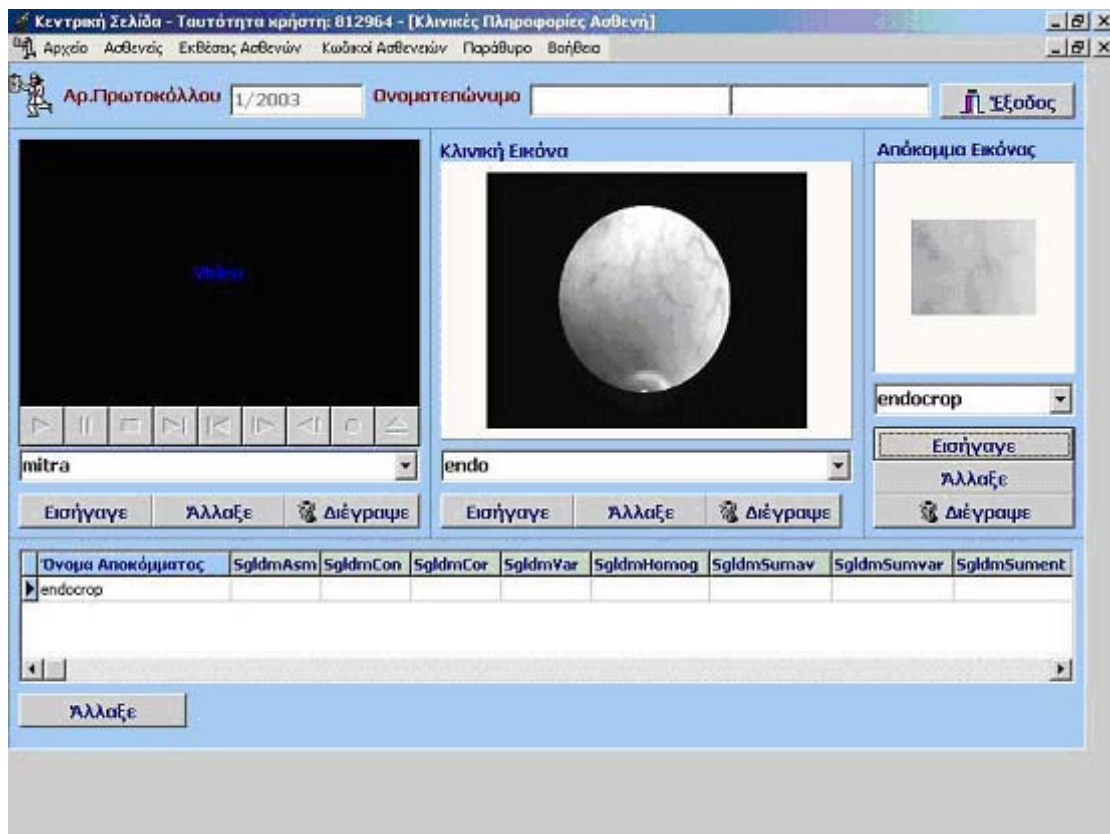 Κεντρική Σελίδα - Ταυτότητα χρήστη: 812964 - [Κλινικές Πληροφορίες Ασθενή]
Αρχείο Ασθενείς Εκθέσεις Ασθενών Κωδικοί Ασθενειών Παράθυρο Βοήθεια
Αρ.Πρωτοκόλλου 1/2003 Ονοματεπώνυμο Έξοδος
Κλινική Εικόνα
Απόκομμα Εικόνας
Video
endocrop
mitra
endo
Εισήγαγε
Άλλαξε
Διέγραψε
Εισήγαγε Άλλαξε Διέγραψε
Εισήγαγε Άλλαξε Διέγραψε
Όνομα Αποκόμματος SgldmAsm SgldmCon SgldmCor SgldmVar SgldmHomog SgldmSumav SgldmSumvar SgldmSument
endocrop
Άλλαξε